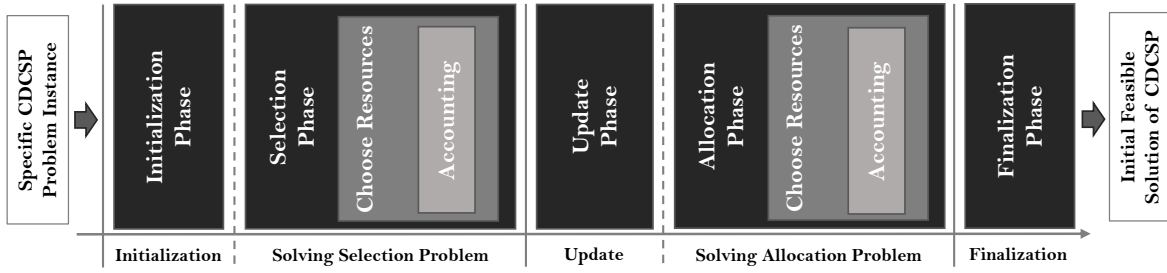 Specific CDCSP
Problem Instance
Initialization
Phase
Selection
Phase
Choose Resources
Accounting
Update
Phase
Allocation
Phase
Choose Resources
Accounting
Finalization
Phase
Initial Feasible
Solution of CDCSP
Initialization
Solving Selection Problem
Update
Solving Allocation Problem
Finalization